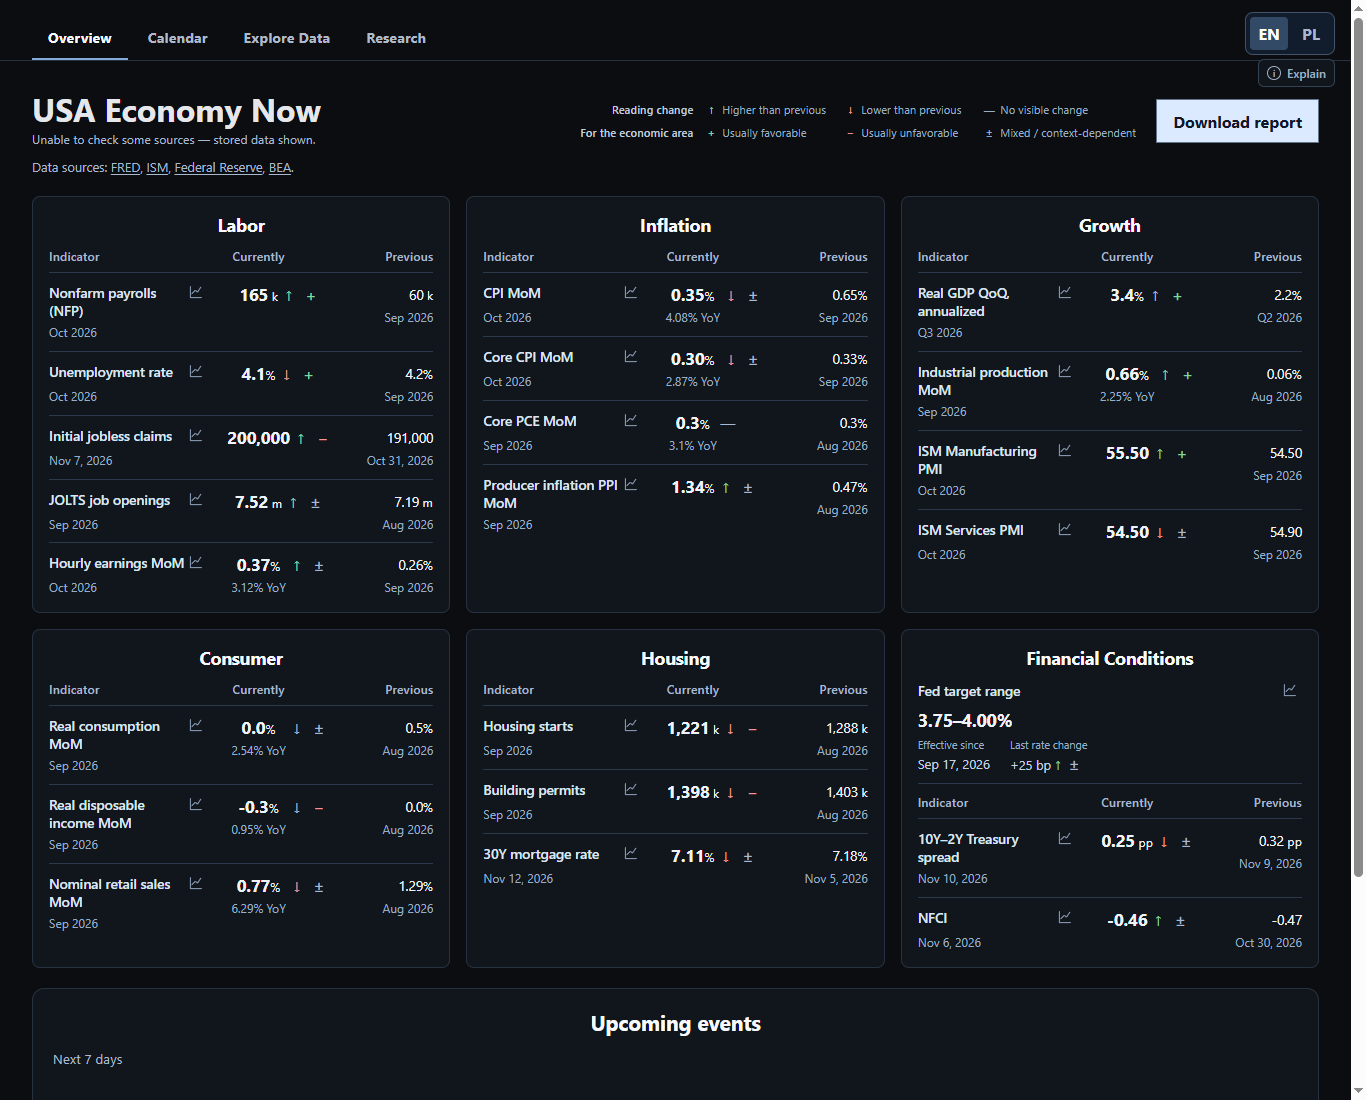 Overview Calendar Explore Data Research EN PL
Explain
USA Economy Now
Unable to check some sources — stored data shown.
Data sources: FRED, ISM, Federal Reserve, BEA.
Reading change ↑ Higher than previous ↓ Lower than previous — No visible change
For the economic area + Usually favorable − Usually unfavorable ± Mixed / context-dependent
Download report
Labor
Indicator Currently Previous
Nonfarm payrolls (NFP) 165 k ↑ + 60 k
Oct 2026 Sep 2026
Unemployment rate 4.1% ↓ + 4.2%
Oct 2026 Sep 2026
Initial jobless claims 200,000 ↑ − 191,000
Nov 7, 2026 Oct 31, 2026
JOLTS job openings 7.52 m ↑ ± 7.19 m
Sep 2026 Aug 2026
Hourly earnings MoM 0.37% ↑ ± 0.26%
Oct 2026 3.12% YoY Sep 2026
Inflation
Indicator Currently Previous
CPI MoM 0.35% ↓ ± 0.65%
Oct 2026 4.08% YoY Sep 2026
Core CPI MoM 0.30% ↓ ± 0.33%
Oct 2026 2.87% YoY Sep 2026
Core PCE MoM 0.3% — 0.3%
Sep 2026 3.1% YoY Aug 2026
Producer inflation PPI MoM 1.34% ↑ ± 0.47%
Sep 2026 Aug 2026
Growth
Indicator Currently Previous
Real GDP QoQ, annualized 3.4% ↑ + 2.2%
Q3 2026 Q2 2026
Industrial production MoM 0.66% ↑ + 0.06%
Sep 2026 2.25% YoY Aug 2026
ISM Manufacturing PMI 55.50 ↑ + 54.50
Oct 2026 Sep 2026
ISM Services PMI 54.50 ↓ ± 54.90
Oct 2026 Sep 2026
Consumer
Indicator Currently Previous
Real consumption MoM 0.0% ↓ ± 0.5%
Sep 2026 2.54% YoY Aug 2026
Real disposable income MoM -0.3% ↓ − 0.0%
Sep 2026 0.95% YoY Aug 2026
Nominal retail sales MoM 0.77% ↓ ± 1.29%
Sep 2026 6.29% YoY Aug 2026
Housing
Indicator Currently Previous
Housing starts 1,221 k ↓ − 1,288 k
Sep 2026 Aug 2026
Building permits 1,398 k ↓ − 1,403 k
Sep 2026 Aug 2026
30Y mortgage rate 7.11% ↓ ± 7.18%
Nov 12, 2026 Nov 5, 2026
Financial Conditions
Fed target range
3.75–4.00%
Effective since Last rate change
Sep 17, 2026 +25 bp ↑ ±
Indicator Currently Previous
10Y–2Y Treasury spread 0.25 pp ↓ ± 0.32 pp
Nov 10, 2026 Nov 9, 2026
NFCI -0.46 ↑ ± -0.47
Nov 6, 2026 Oct 30, 2026
Upcoming events
Next 7 days